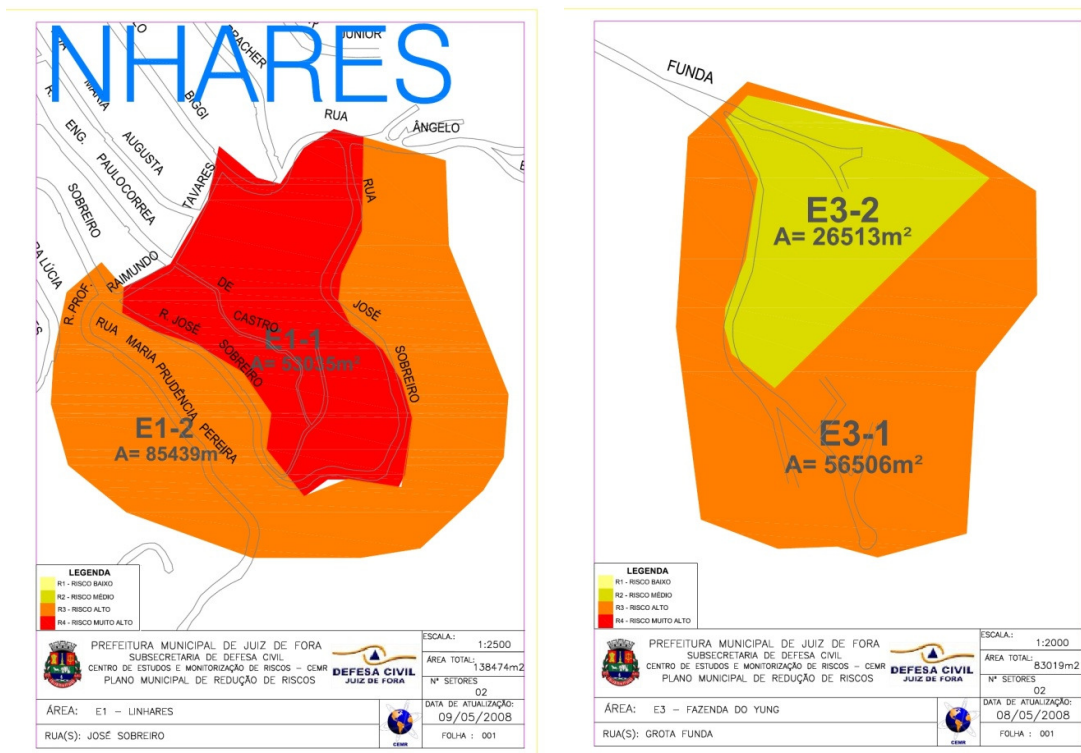 NHARES
BRACHER
JUNIOR
RUA
ÂNGELO
BIGGI
MARIA
AUGUSTA
R.
ENG.
PAULOCORREA
TAVARES
SOBREIRO
RUA
RAIMUNDO
R. PROF.
DE
CASTRO
JOSÉ
SOBREIRO
R. JOSÉ
SOBREIRO
RUA MARIA PRUDÊNCIA PEREIRA
E1-1
A= 53035m²
E1-2
A= 85439m²
LEGENDA
R1 - RISCO BAIXO
R2 - RISCO MÉDIO
R3 - RISCO ALTO
R4 - RISCO MUITO ALTO
PREFEITURA MUNICIPAL DE JUIZ DE FORA
SUBSECRETARIA DE DEFESA CIVIL
CENTRO DE ESTUDOS E MONITORIZAÇÃO DE RISCOS – CEMR
PLANO MUNICIPAL DE REDUÇÃO DE RISCOS
DEFESA CIVIL
JUIZ DE FORA
ESCALA.:
1:2500
ÁREA TOTAL:
138474m2
N° SETORES
02
ÁREA: E1 – LINHARES
CEMR
DATA DE ATUALIZAÇÃO:
09/05/2008
RUA(S): JOSÉ SOBREIRO
FOLHA : 001
FUNDA
E3-2
A= 26513m²
E3-1
A= 56506m²
LEGENDA
R1 - RISCO BAIXO
R2 - RISCO MÉDIO
R3 - RISCO ALTO
R4 - RISCO MUITO ALTO
PREFEITURA MUNICIPAL DE JUIZ DE FORA
SUBSECRETARIA DE DEFESA CIVIL
CENTRO DE ESTUDOS E MONITORIZAÇÃO DE RISCOS – CEMR
PLANO MUNICIPAL DE REDUÇÃO DE RISCOS
DEFESA CIVIL
JUIZ DE FORA
ESCALA.:
1:2000
ÁREA TOTAL:
83019m2
N° SETORES
02
ÁREA: E3 – FAZENDA DO YUNG
CEMR
DATA DE ATUALIZAÇÃO:
08/05/2008
RUA(S): GROTA FUNDA
FOLHA : 001